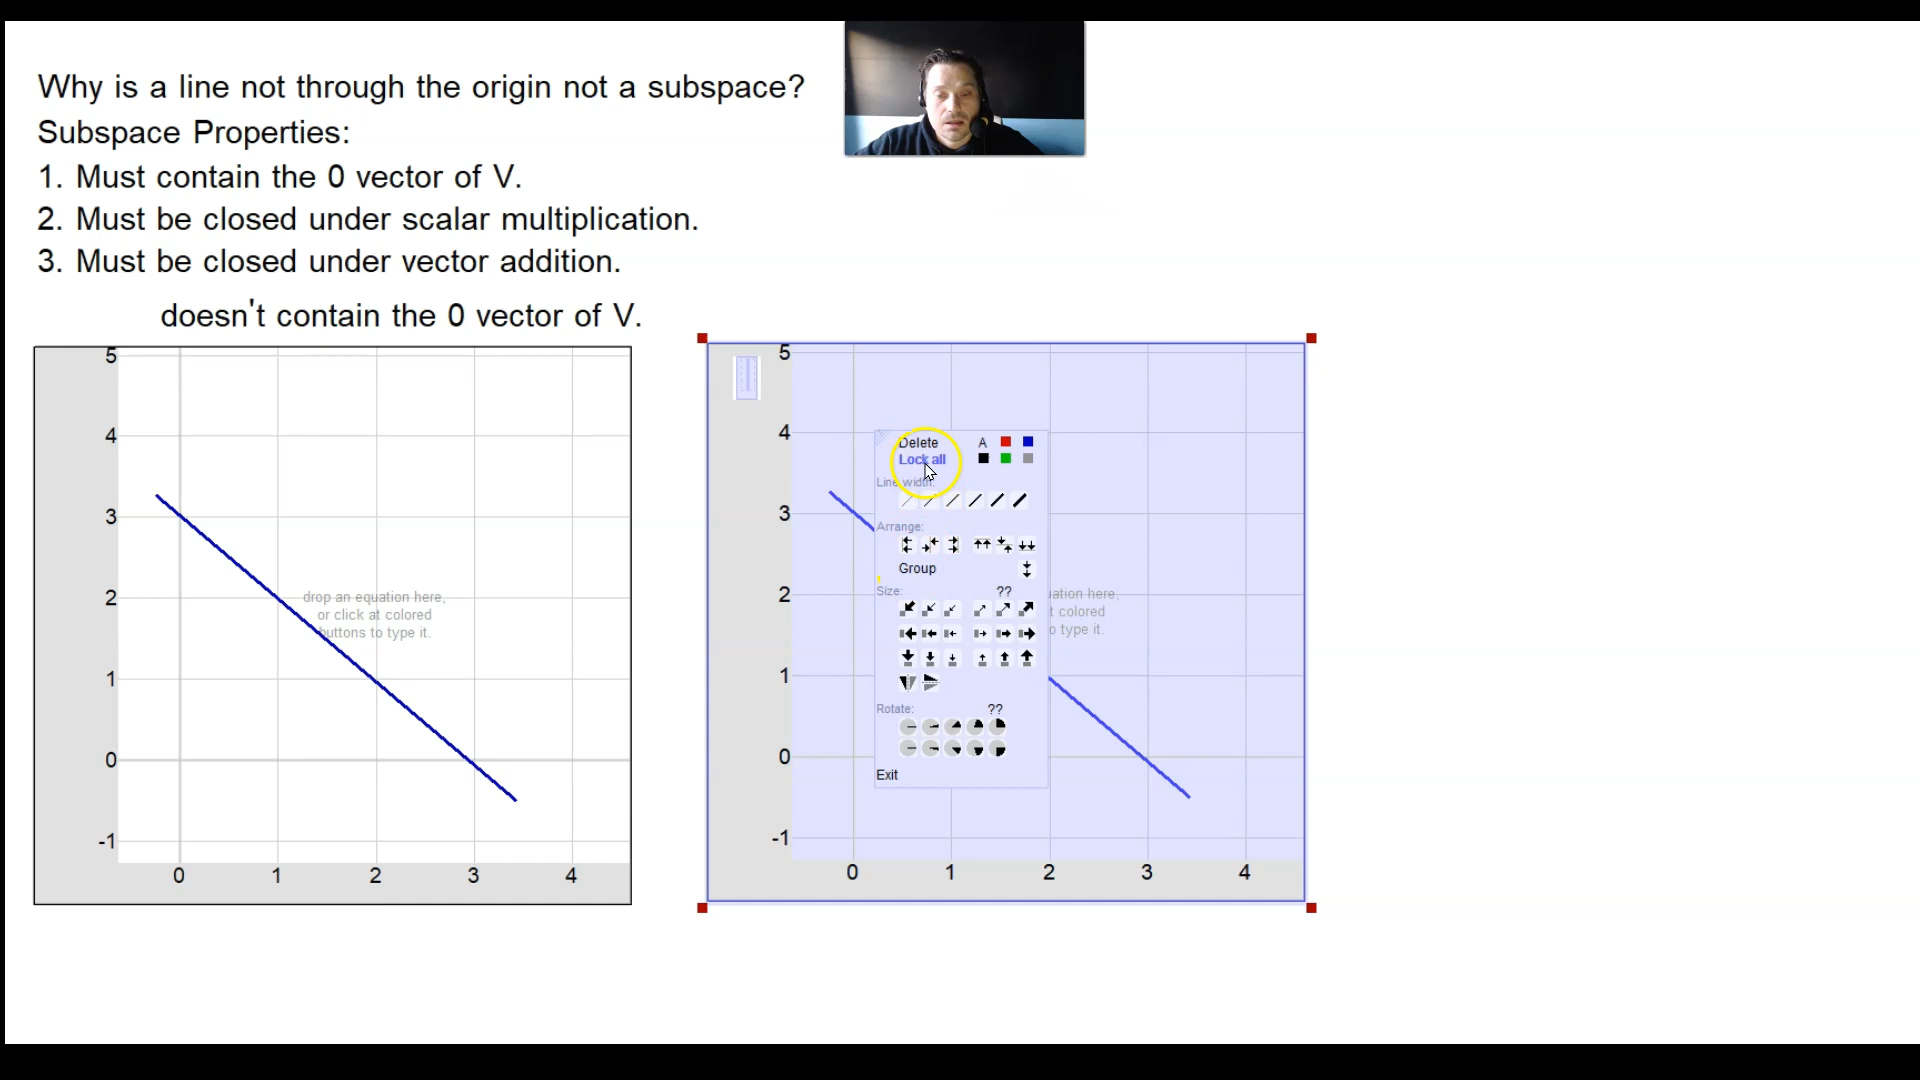 Why is a line not through the origin not a subspace?
Subspace Properties:
1. Must contain the 0 vector of V.
2. Must be closed under scalar multiplication.
3. Must be closed under vector addition.
doesn't contain the 0 vector of V.
5
4
3
2
1
0
-1
0 1 2 3 4
drop an equation here,
or click at colored
buttons to type it.
5
4
3
2
1
0
-1
0 1 2 3 4
Delete A
Lock all
Line width:
Arrange:
Group
Size: ??
Rotate: ??
Exit
here,
colored
to type it.